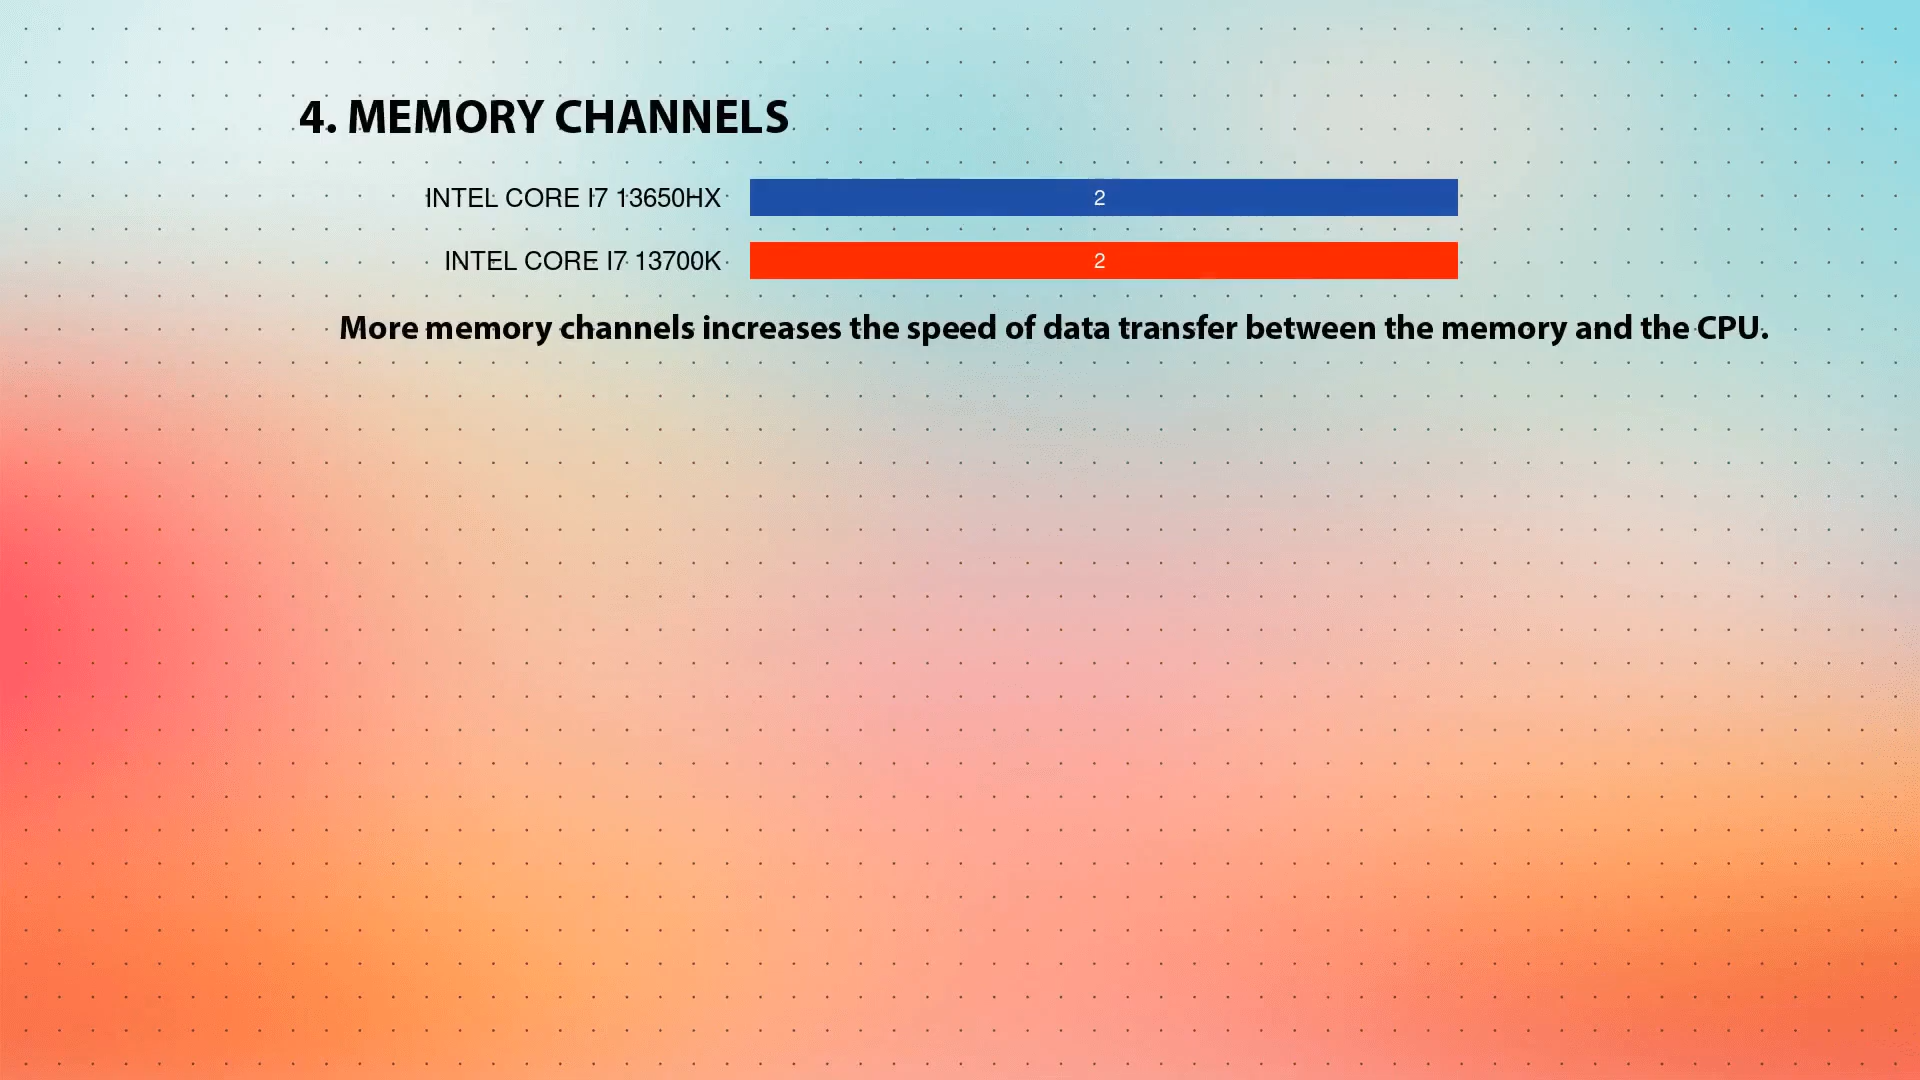 4. MEMORY CHANNELS
INTEL CORE I7 13650HX 2
INTEL CORE I7 13700K 2
More memory channels increases the speed of data transfer between the memory and the CPU.